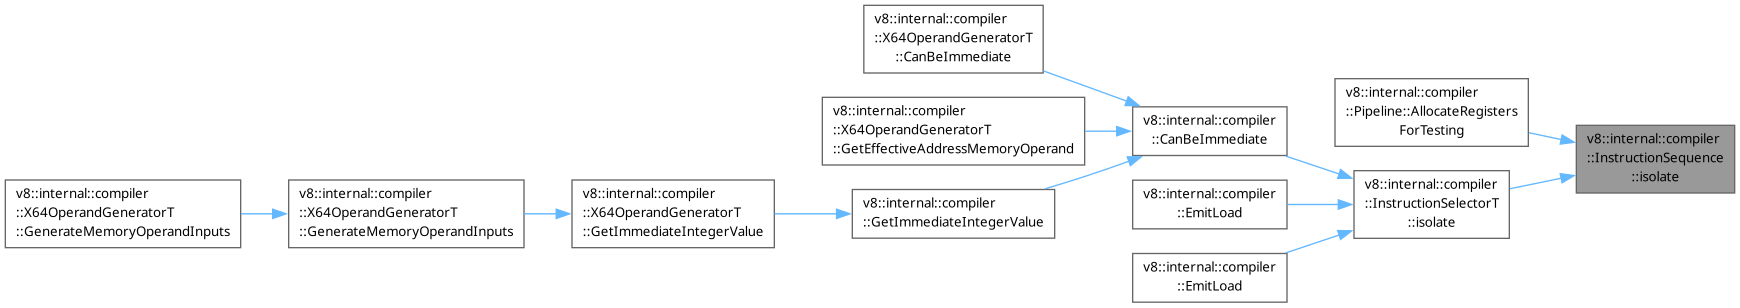 v8::internal::compiler
::X64OperandGeneratorT
::GenerateMemoryOperandInputs
v8::internal::compiler
::X64OperandGeneratorT
::GenerateMemoryOperandInputs
v8::internal::compiler
::X64OperandGeneratorT
::GetImmediateIntegerValue
v8::internal::compiler
::X64OperandGeneratorT
::CanBeImmediate
v8::internal::compiler
::X64OperandGeneratorT
::GetEffectiveAddressMemoryOperand
v8::internal::compiler
::GetImmediateIntegerValue
v8::internal::compiler
::CanBeImmediate
v8::internal::compiler
::EmitLoad
v8::internal::compiler
::EmitLoad
v8::internal::compiler
::Pipeline::AllocateRegisters
ForTesting
v8::internal::compiler
::InstructionSelectorT
::isolate
v8::internal::compiler
::InstructionSequence
::isolate